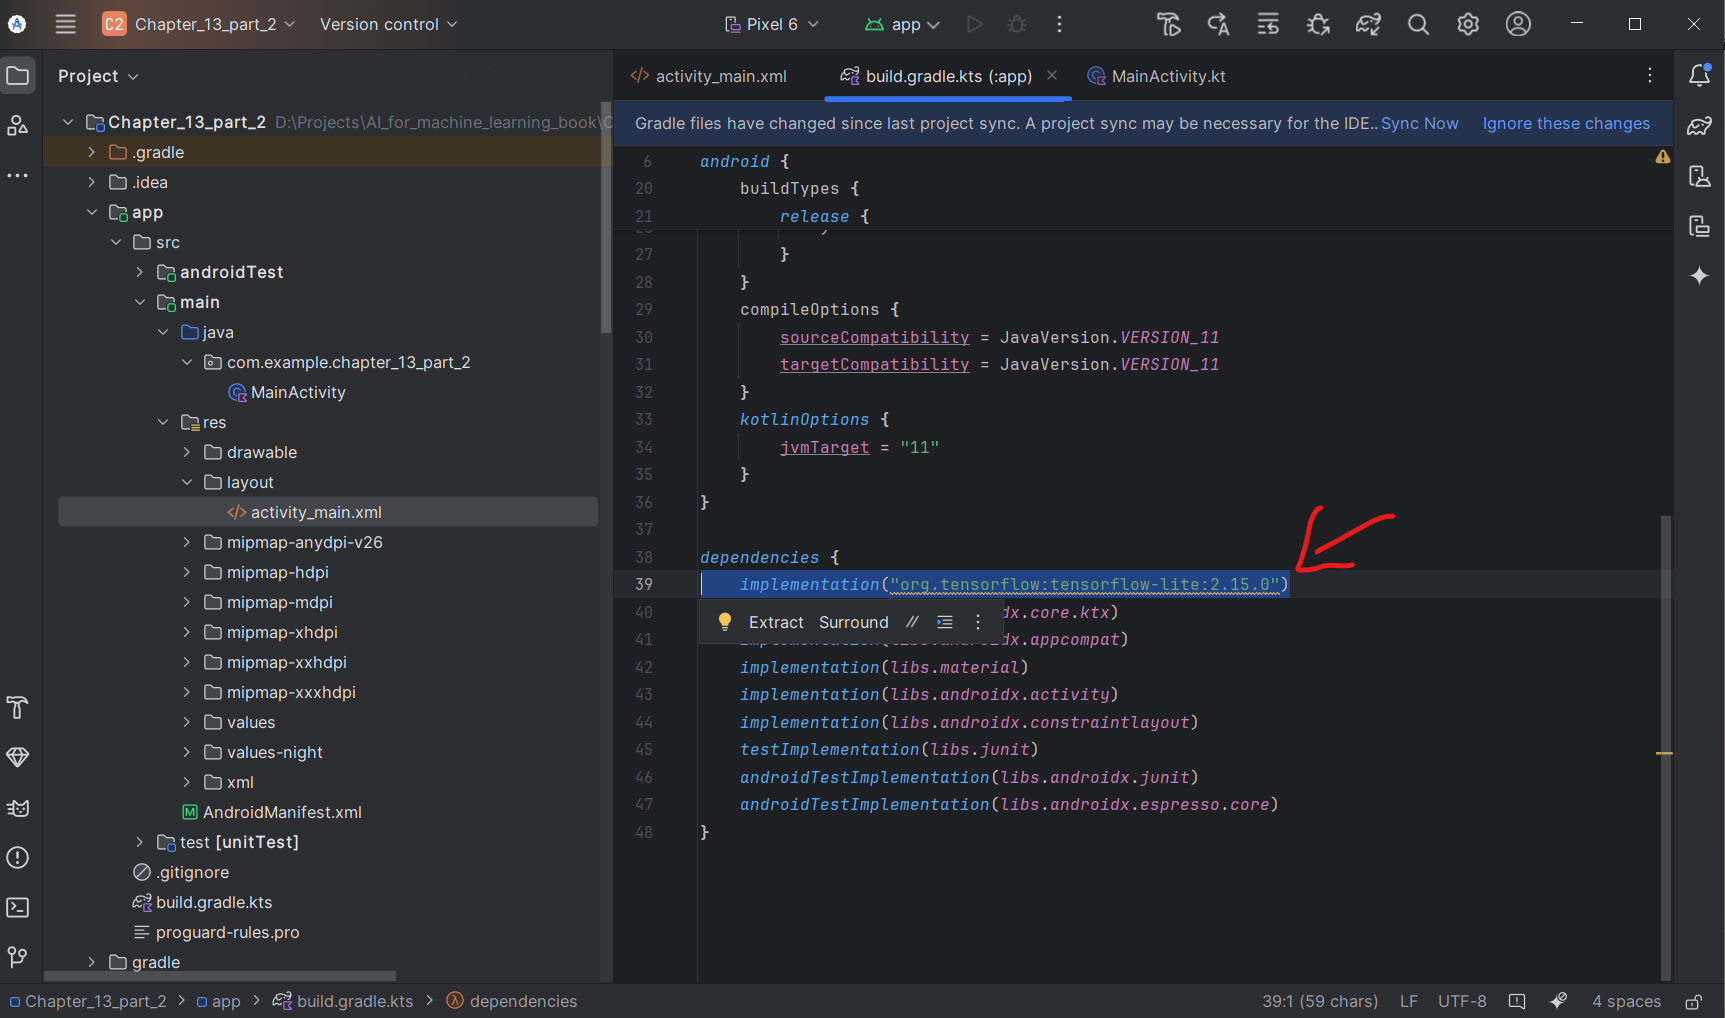 C2 Chapter_13_part_2 Version control Pixel 6 app
Project
activity_main.xml build.gradle.kts (:app) MainActivity.kt
Gradle files have changed since last project sync. A project sync may be necessary for the IDE.. Sync Now Ignore these changes
Chapter_13_part_2 D:\Projects\AI_for_machine_learning_book\C
.gradle
.idea
app
src
androidTest
main
java
com.example.chapter_13_part_2
MainActivity
res
drawable
layout
activity_main.xml
mipmap-anydpi-v26
mipmap-hdpi
mipmap-mdpi
mipmap-xhdpi
mipmap-xxhdpi
mipmap-xxxhdpi
values
values-night
xml
AndroidManifest.xml
test [unitTest]
.gitignore
build.gradle.kts
proguard-rules.pro
gradle
6 android {
20 buildTypes {
21 release {
27 }
28 }
29 compileOptions {
30 sourceCompatibility = JavaVersion.VERSION_11
31 targetCompatibility = JavaVersion.VERSION_11
32 }
33 kotlinOptions {
34 jvmTarget = "11"
35 }
36 }
37
38 dependencies {
39 implementation("org.tensorflow:tensorflow-lite:2.15.0")
40 dx.core.ktx)
Extract Surround //
41 dx.appcompat)
42 implementation(libs.material)
43 implementation(libs.androidx.activity)
44 implementation(libs.androidx.constraintlayout)
45 testImplementation(libs.junit)
46 androidTestImplementation(libs.androidx.junit)
47 androidTestImplementation(libs.androidx.espresso.core)
48 }
Chapter_13_part_2 > app > build.gradle.kts > dependencies 39:1 (59 chars) LF UTF-8 4 spaces